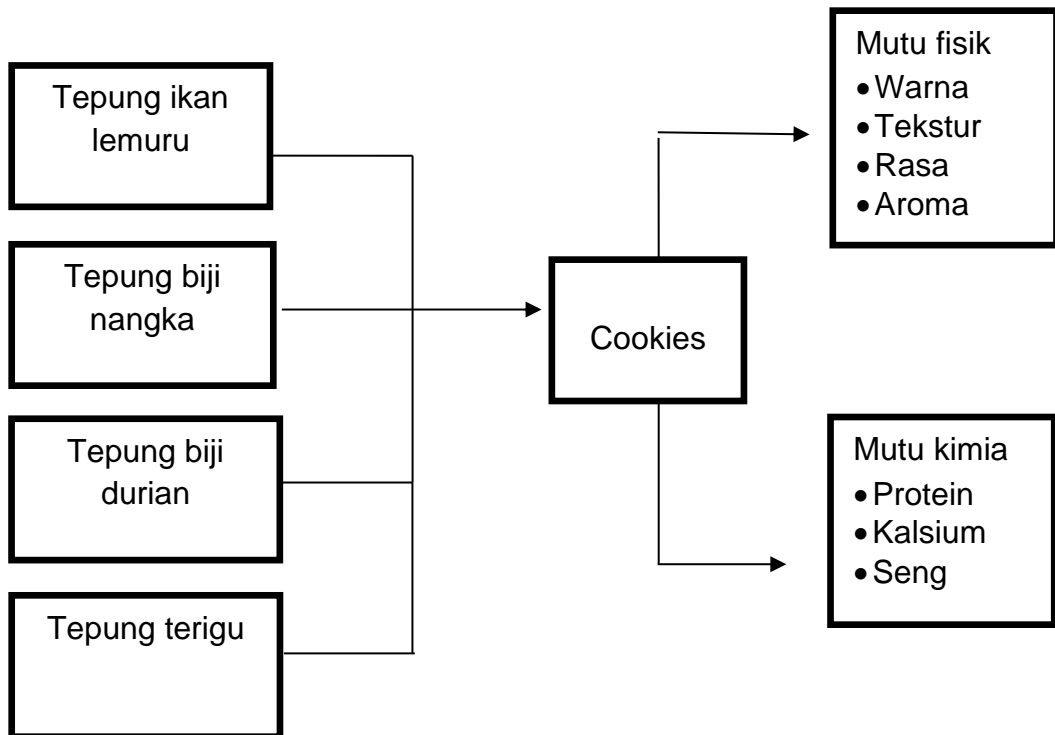 Tepung ikan
lemuru
Tepung biji
nangka
Tepung biji
durian
Tepung terigu
Cookies
Mutu fisik
•Warna
•Tekstur
•Rasa
•Aroma
Mutu kimia
•Protein
•Kalsium
•Seng